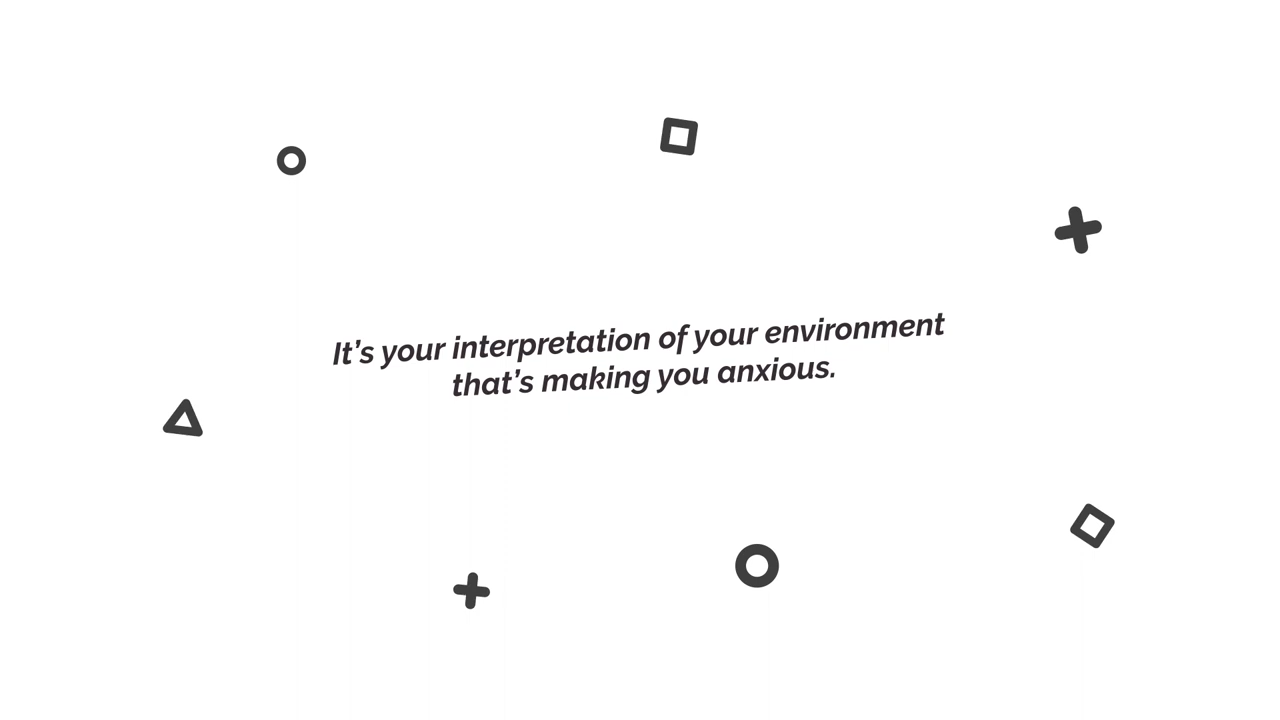 It’s your interpretation of your environment
that’s making you anxious.